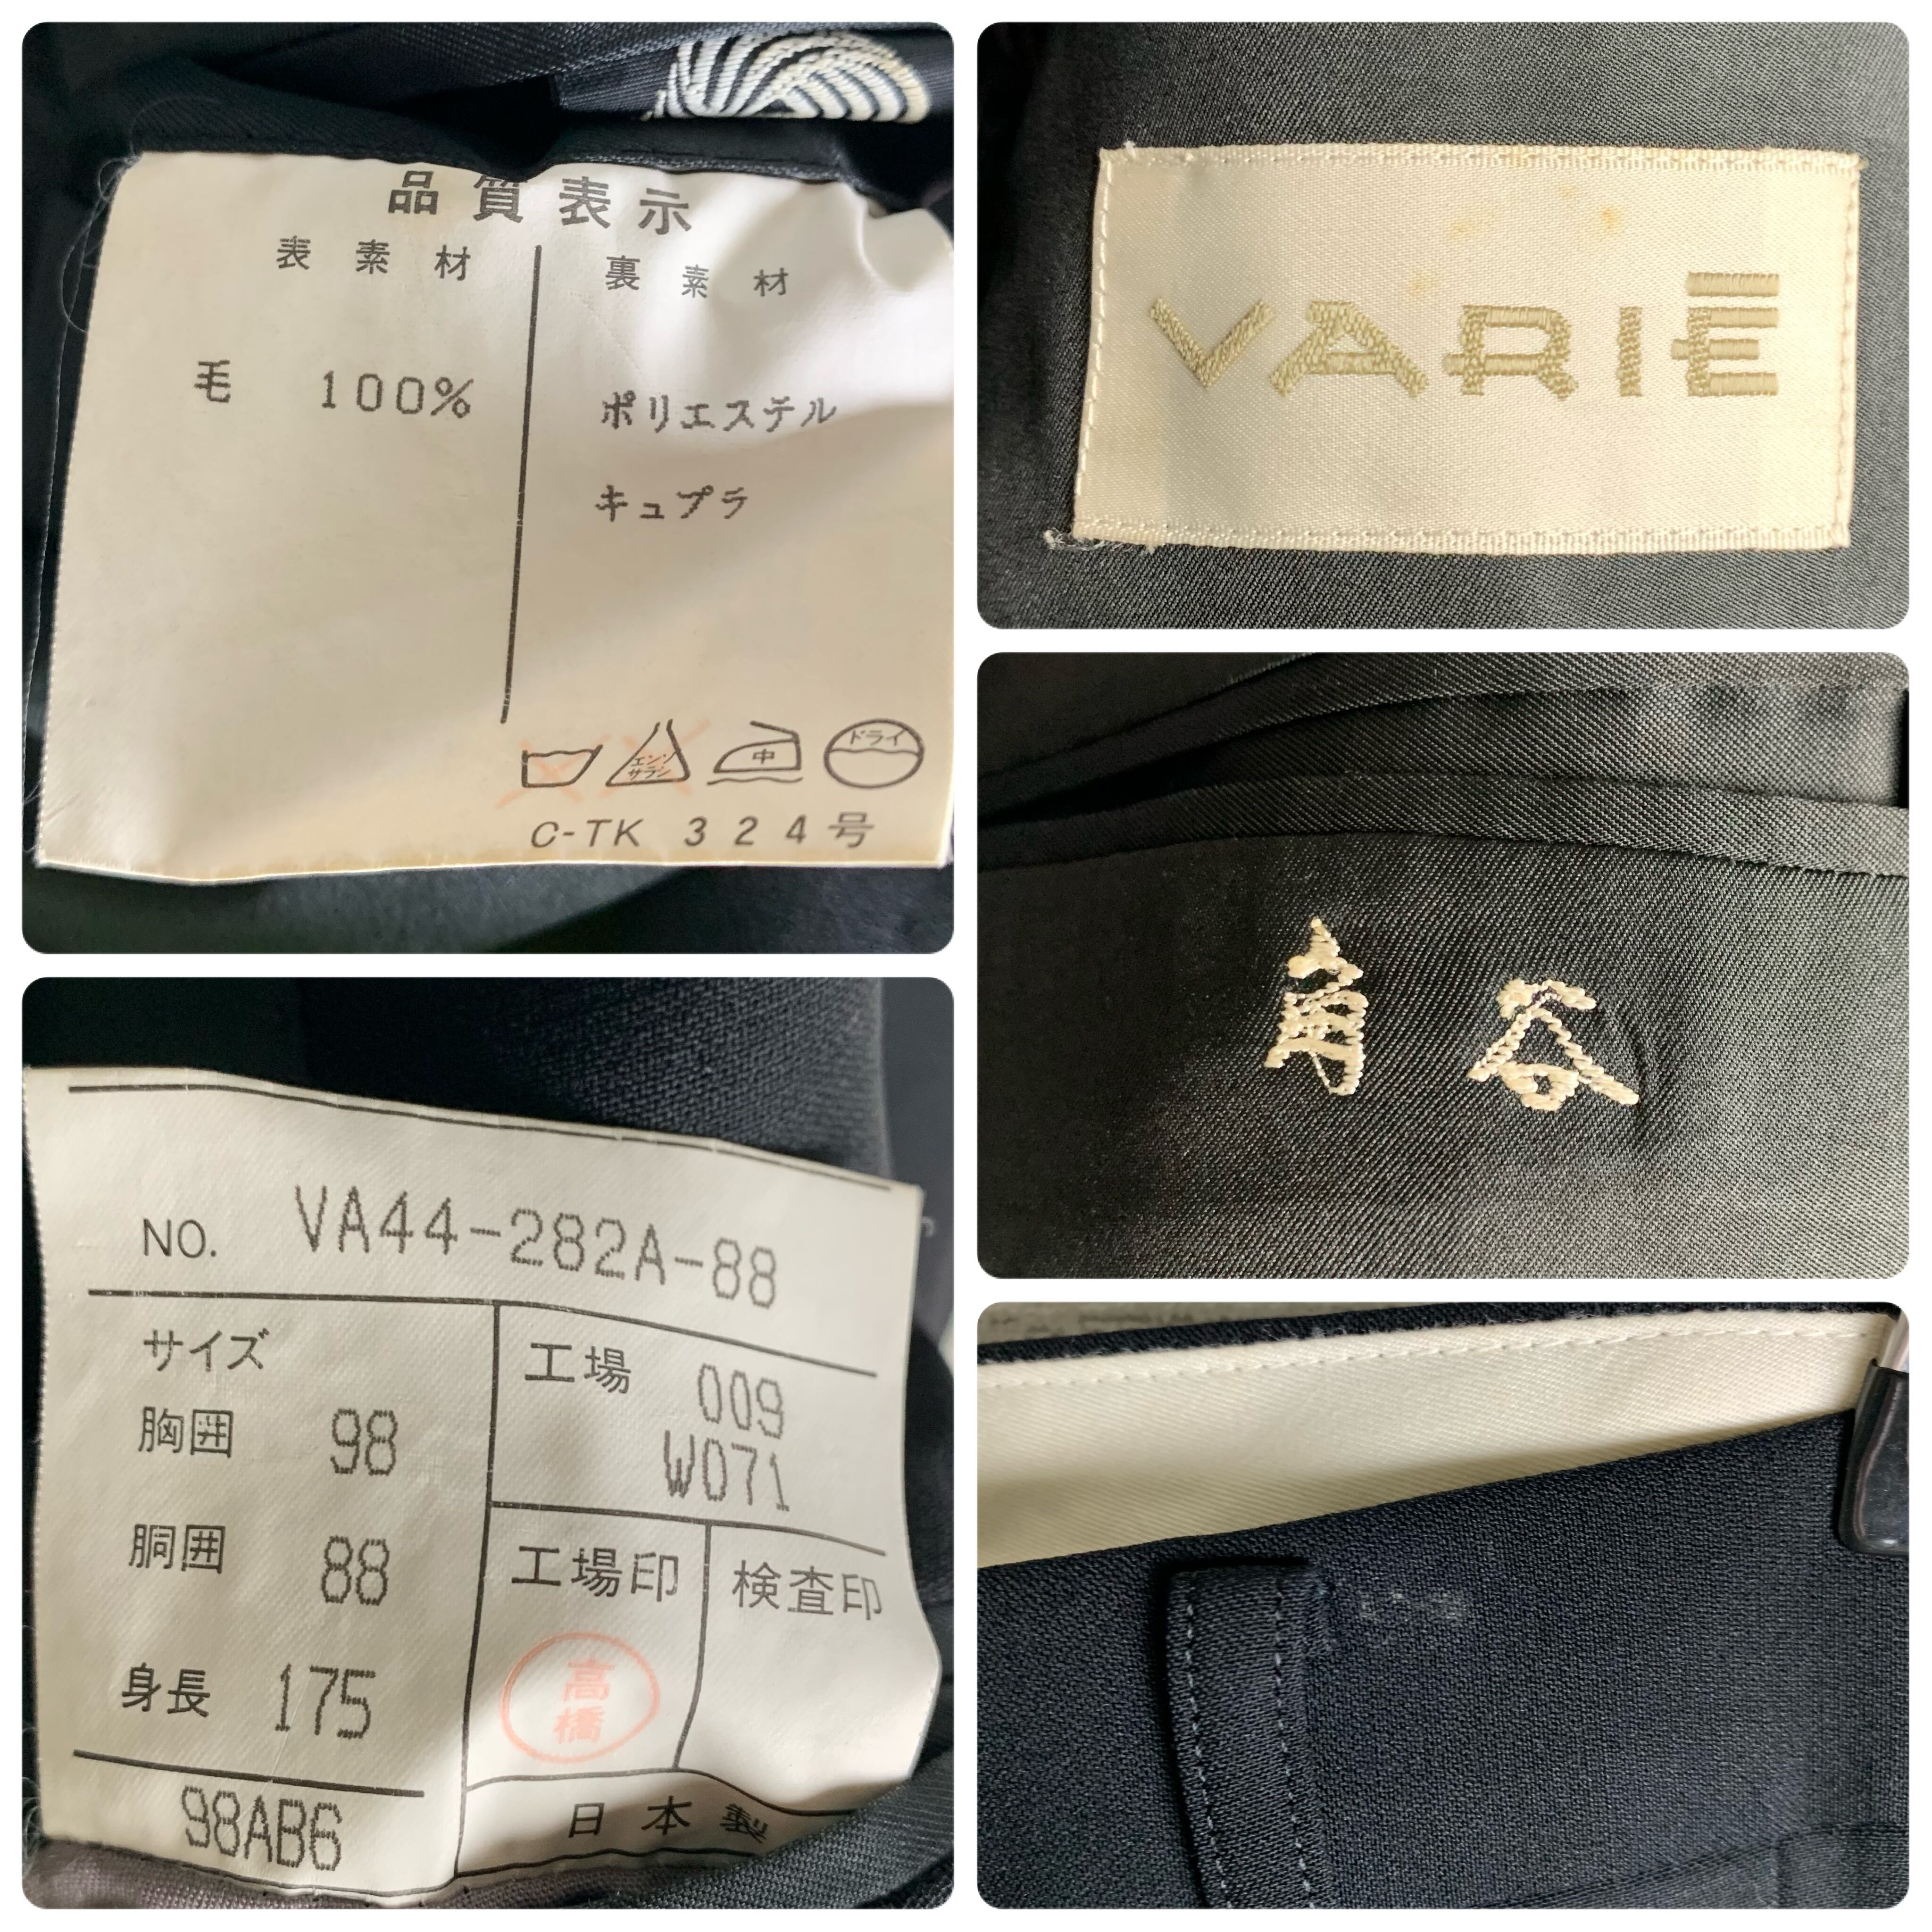 品質表示
表素材
裏素材
毛 100%
ポリエステル
キュプラ
エンソ
サラシ
中
ドライ
C-TK 324号
VARIE
角谷
NO. VA44-282A-88
サイズ
胸囲 98
胴囲 88
身長 175
98AB6
工場 009
W071
工場印
検査印
高橋
日本製